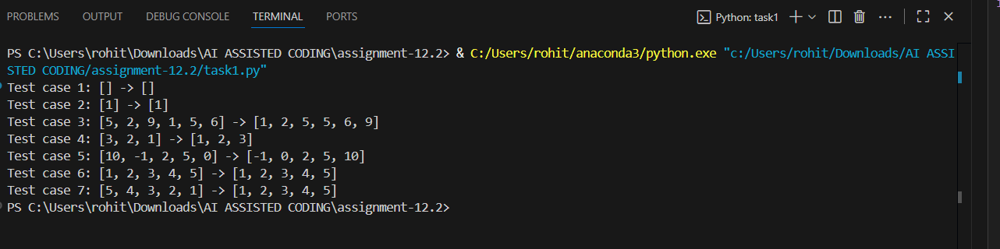 PROBLEMS OUTPUT DEBUG CONSOLE TERMINAL PORTS Python: task1
PS C:\Users\rohit\Downloads\AI ASSISTED CODING\assignment-12.2> & C:/Users/rohit/anaconda3/python.exe "c:/Users/rohit/Downloads/AI ASSI
STED CODING/assignment-12.2/task1.py"
Test case 1: [] -> []
Test case 2: [1] -> [1]
Test case 3: [5, 2, 9, 1, 5, 6] -> [1, 2, 5, 5, 6, 9]
Test case 4: [3, 2, 1] -> [1, 2, 3]
Test case 5: [10, -1, 2, 5, 0] -> [-1, 0, 2, 5, 10]
Test case 6: [1, 2, 3, 4, 5] -> [1, 2, 3, 4, 5]
Test case 7: [5, 4, 3, 2, 1] -> [1, 2, 3, 4, 5]
PS C:\Users\rohit\Downloads\AI ASSISTED CODING\assignment-12.2>